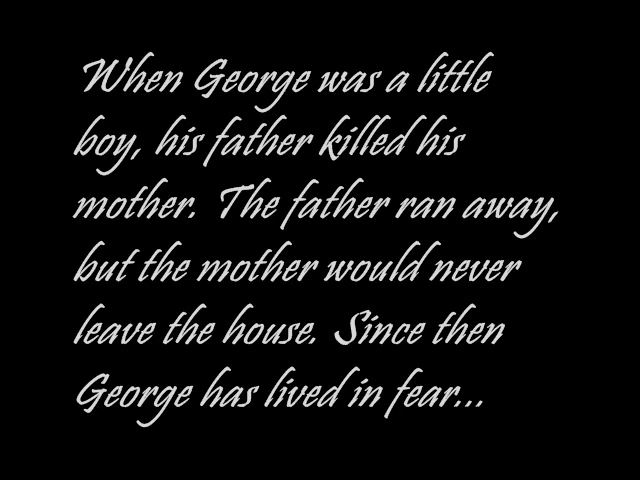 When George was a little
boy, his father killed his
mother. The father ran away,
but the mother would never
leave the house. Since then
George has lived in fear...